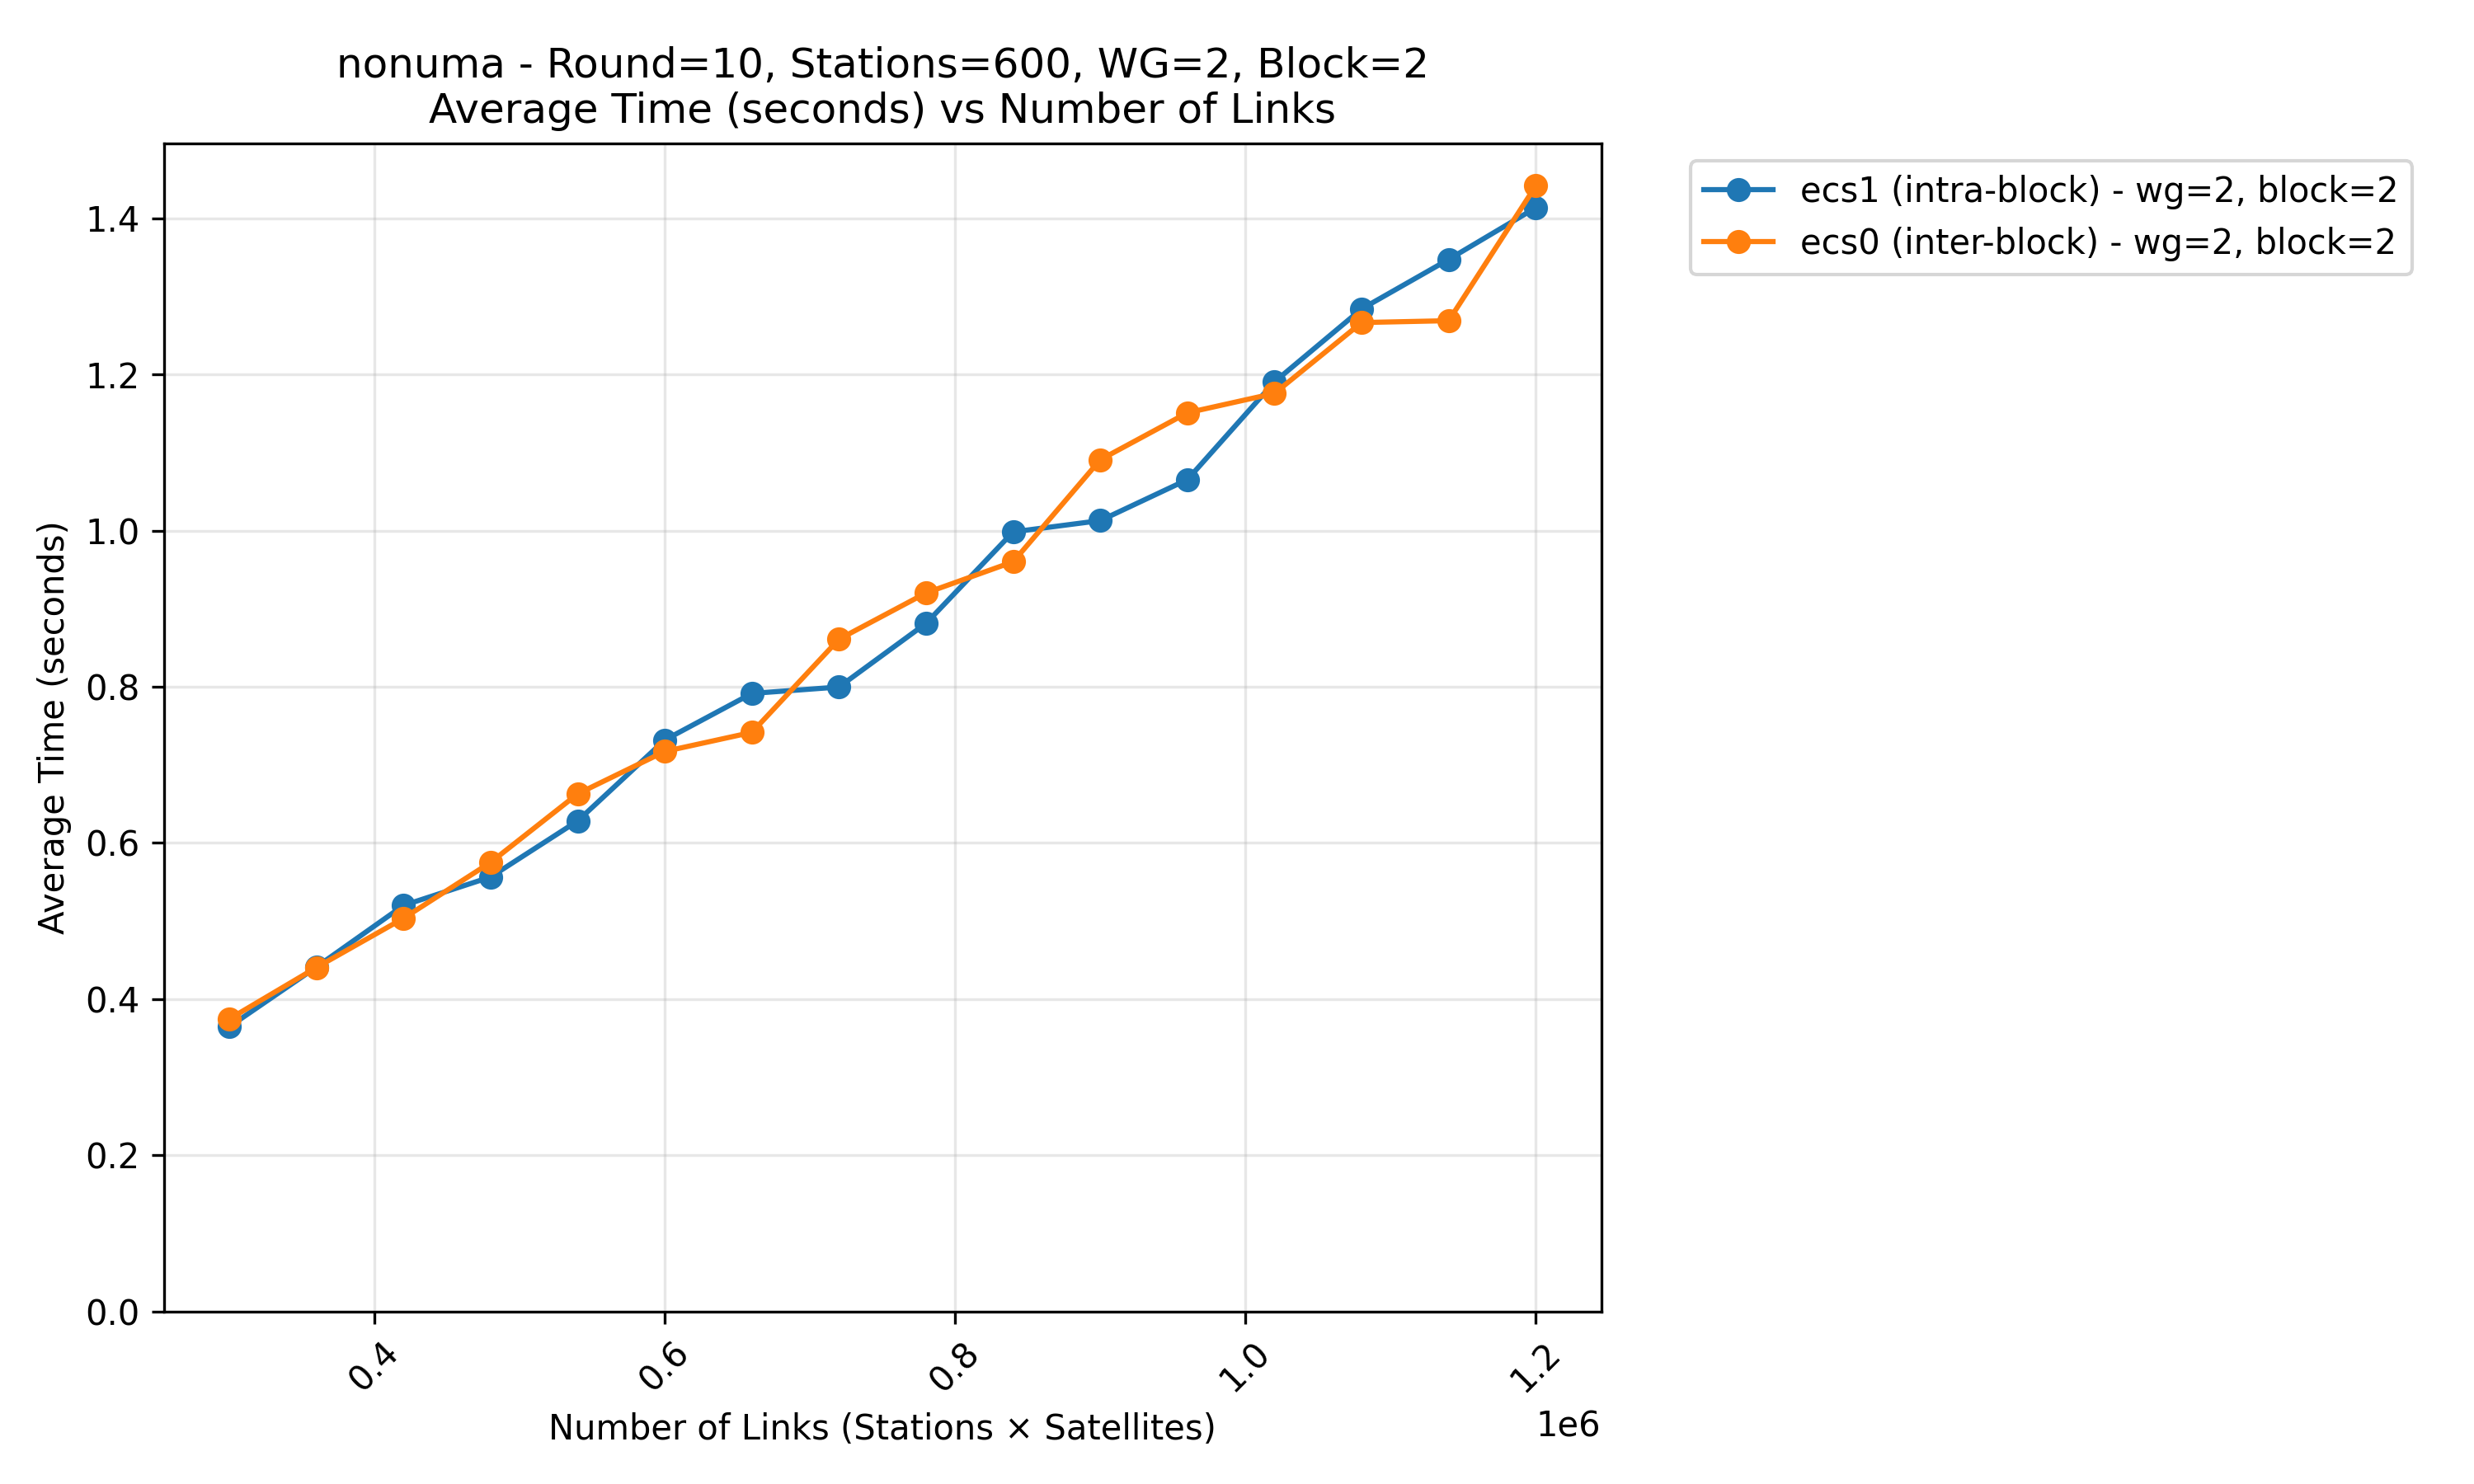 nonuma - Round=10, Stations=600, WG=2, Block=2
Average Time (seconds) vs Number of Links
ecs1 (intra-block) - wg=2, block=2
ecs0 (inter-block) - wg=2, block=2
Average Time (seconds)
1.4
1.2
1.0
0.8
0.6
0.4
0.2
0.0
0.4
0.6
0.8
1.0
1.2
Number of Links (Stations × Satellites)
1e6